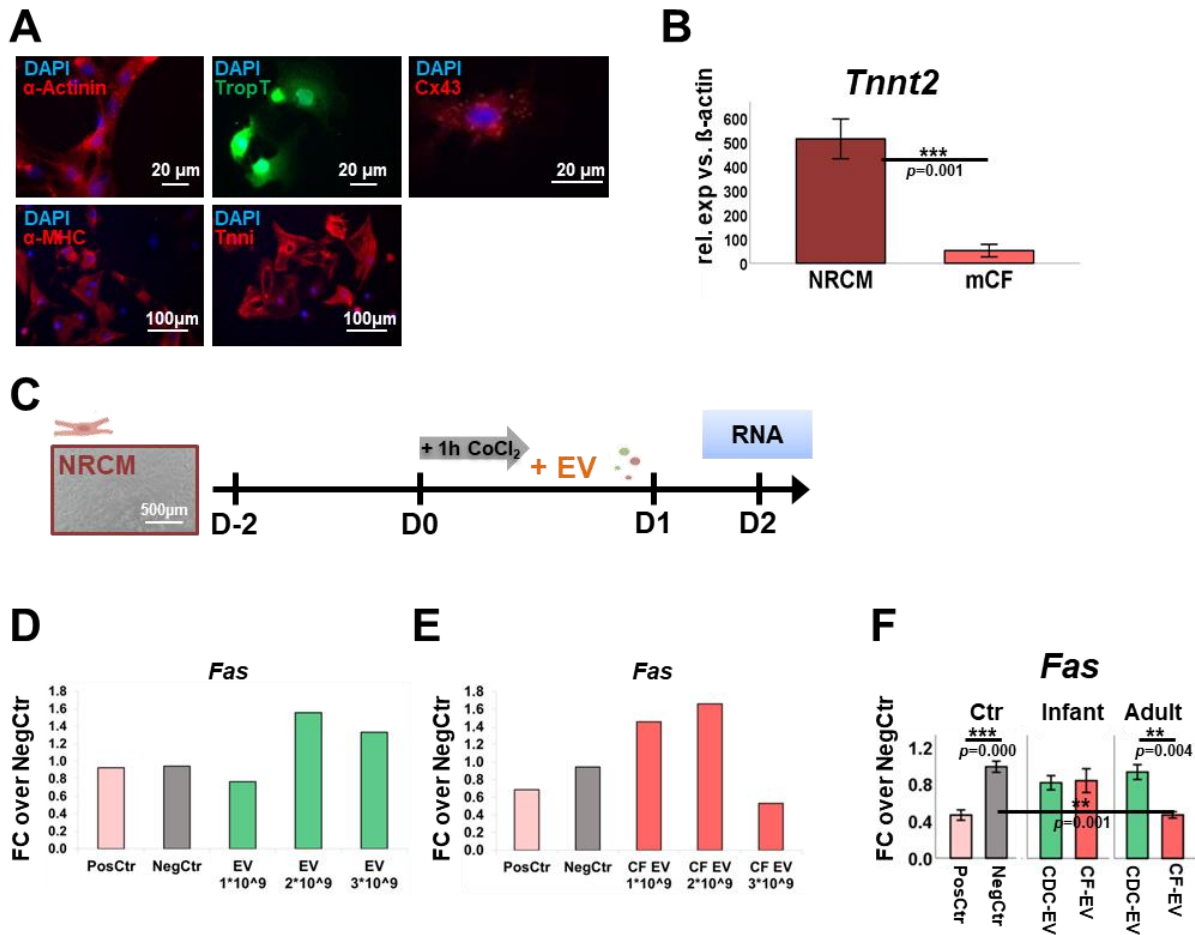 A
DAPI
α-Actinin
20 µm
DAPI
TropT
20 µm
DAPI
Cx43
20 µm
DAPI
α-MHC
100µm
DAPI
Tnni
100µm
B
Tnnt2
rel. exp vs. ß-actin
600
500
400
300
200
100
0
***
p=0.001
NRCM
mCF
C
NRCM
500µm
+ 1h CoCl₂
+ EV
RNA
D-2
D0
D1
D2
D
Fas
FC over NegCtr
1.8
1.6
1.4
1.2
1.0
0.8
0.6
0.4
0.2
0.0
PosCtr
NegCtr
EV
1*10^9
EV
2*10^9
EV
3*10^9
E
Fas
FC over NegCtr
1.8
1.6
1.4
1.2
1.0
0.8
0.6
0.4
0.2
0.0
PosCtr
NegCtr
CF EV
1*10^9
CF EV
2*10^9
CF EV
3*10^9
F
Fas
FC over NegCtr
Ctr
Infant
Adult
1.2
0.8
0.4
0.0
***
p=0.000
**
p=0.004
**
p=0.001
PosCtr
NegCtr
CDC-EV
CF-EV
CDC-EV
CF-EV